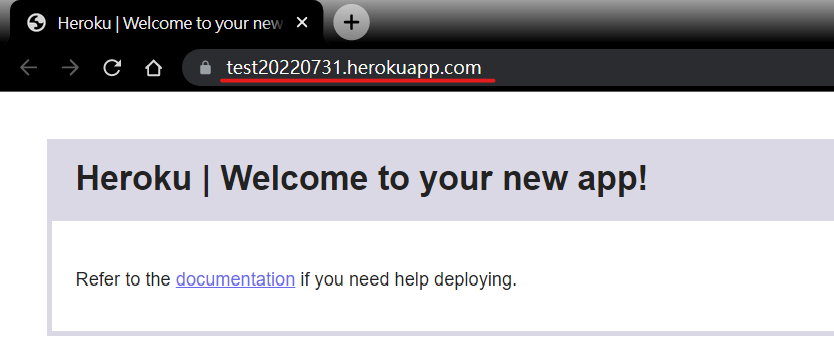 Heroku | Welcome to your new
test20220731.herokuapp.com
Heroku | Welcome to your new app!
Refer to the documentation if you need help deploying.